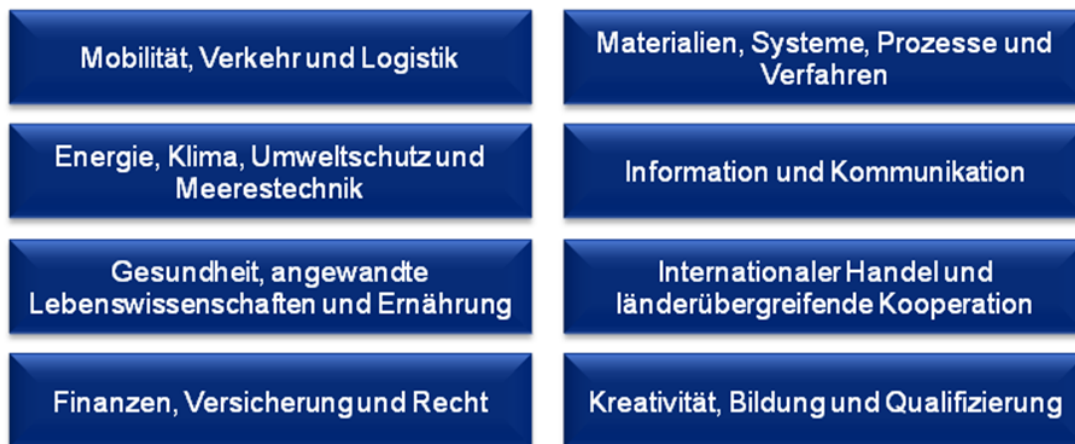 Mobilität, Verkehr und Logistik
Materialien, Systeme, Prozesse und
Verfahren
Energie, Klima, Umweltschutz und
Meerestechnik
Information und Kommunikation
Gesundheit, angewandte
Lebenswissenschaften und Ernährung
Internationaler Handel und
länderübergreifende Kooperation
Finanzen, Versicherung und Recht
Kreativität, Bildung und Qualifizierung